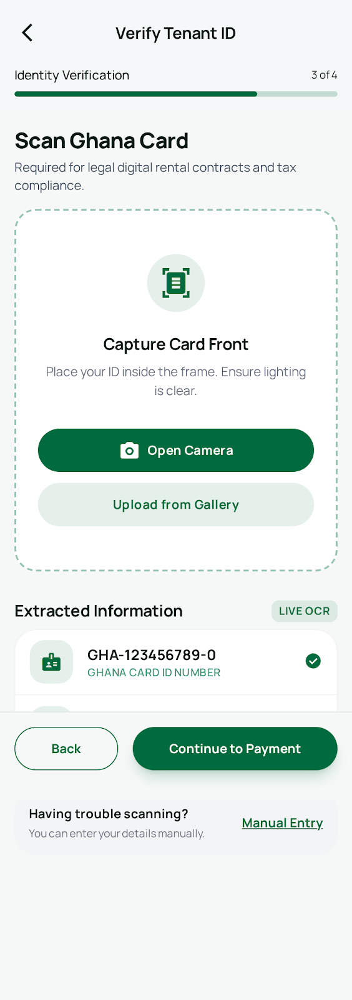 Verify Tenant ID
Identity Verification
3 of 4
Scan Ghana Card
Required for legal digital rental contracts and tax
compliance.
Capture Card Front
Place your ID inside the frame. Ensure lighting
is clear.
Open Camera
Upload from Gallery
Extracted Information
LIVE OCR
GHA-123456789-0
GHANA CARD ID NUMBER
Back
Continue to Payment
Having trouble scanning?
You can enter your details manually.
Manual Entry